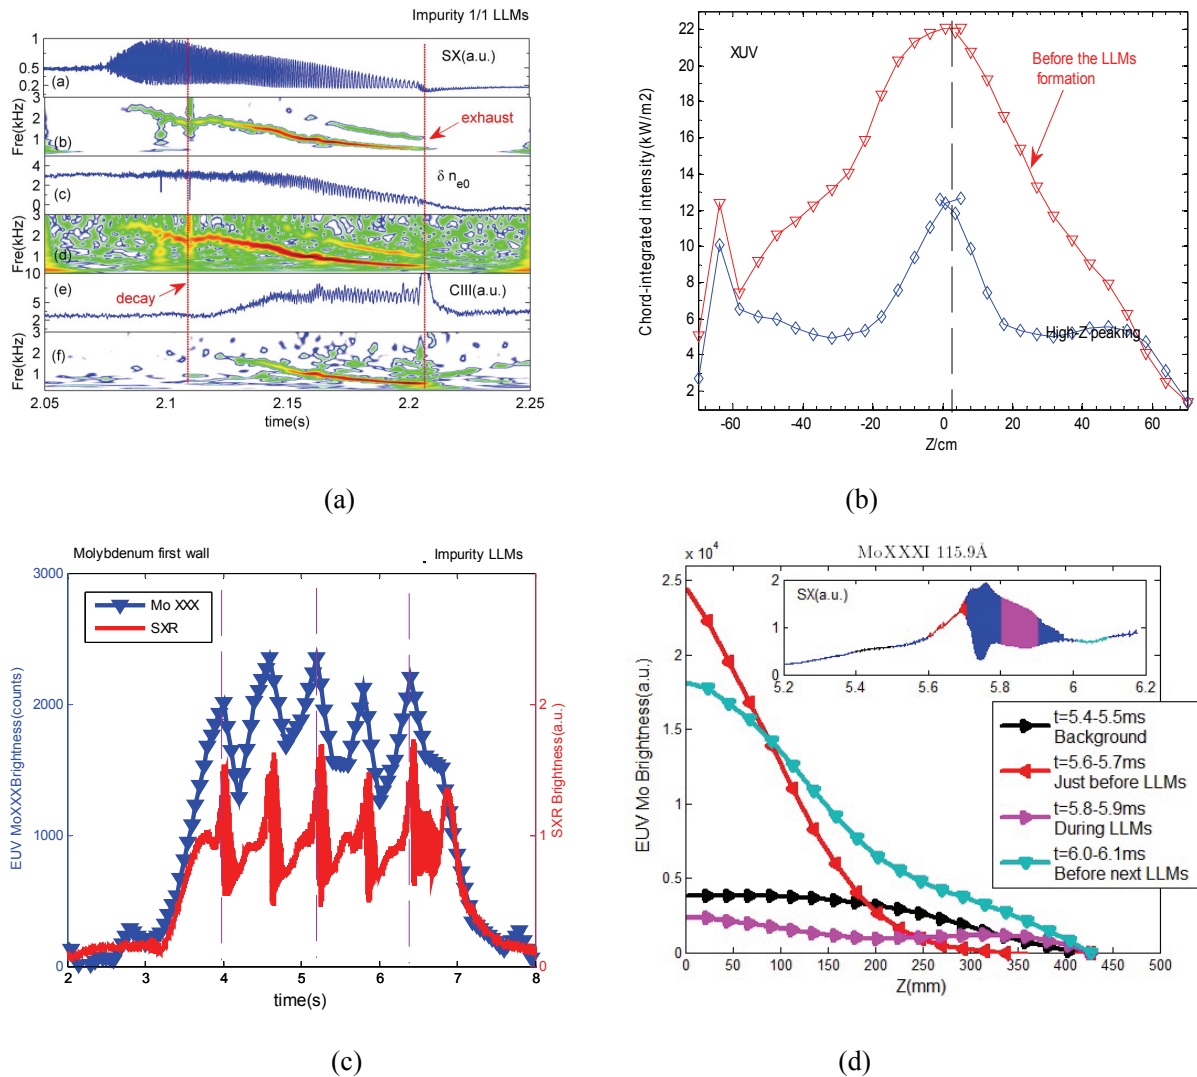 Impurity 1/1 LLMs
1
0.5
0.2
(a)
SX(a.u.)
Fre(kHz)
3
2
1
(b)
exhaust
4
2
0
(c)
δ n e0
Fre(kHz)
3
2
1
(d)
10
5
2
(e)
decay
CIII(a.u.)
Fre(kHz)
3
2
1
(f)
2.05 2.1 2.15 2.2 2.25
time(s)
(a)
XUV
Before the LLMs
formation
High-Z peaking
Chord-integrated intensity(kW/m2)
22
20
18
16
14
12
10
8
6
4
2
-60 -40 -20 0 20 40 60
Z/cm
(b)
Molybdenum first wall
Impurity LLMs
Mo XXX
SXR
EUV MoXXXBrightness(counts)
3000
2000
1000
0
SXR Brightness(a.u.)
2
1
0
2 3 4 5 6 7 8
time(s)
(c)
x 10^4
MoXXXI 115.9Å
SX(a.u.)
2
1
0
5.2 5.4 5.6 5.8 6 6.2
t=5.4-5.5ms
Background
t=5.6-5.7ms
Just before LLMs
t=5.8-5.9ms
During LLMs
t=6.0-6.1ms
Before next LLMs
EUV Mo Brightness(a.u.)
2.5
2
1.5
1
0.5
0
0 50 100 150 200 250 300 350 400 450 500
Z(mm)
(d)